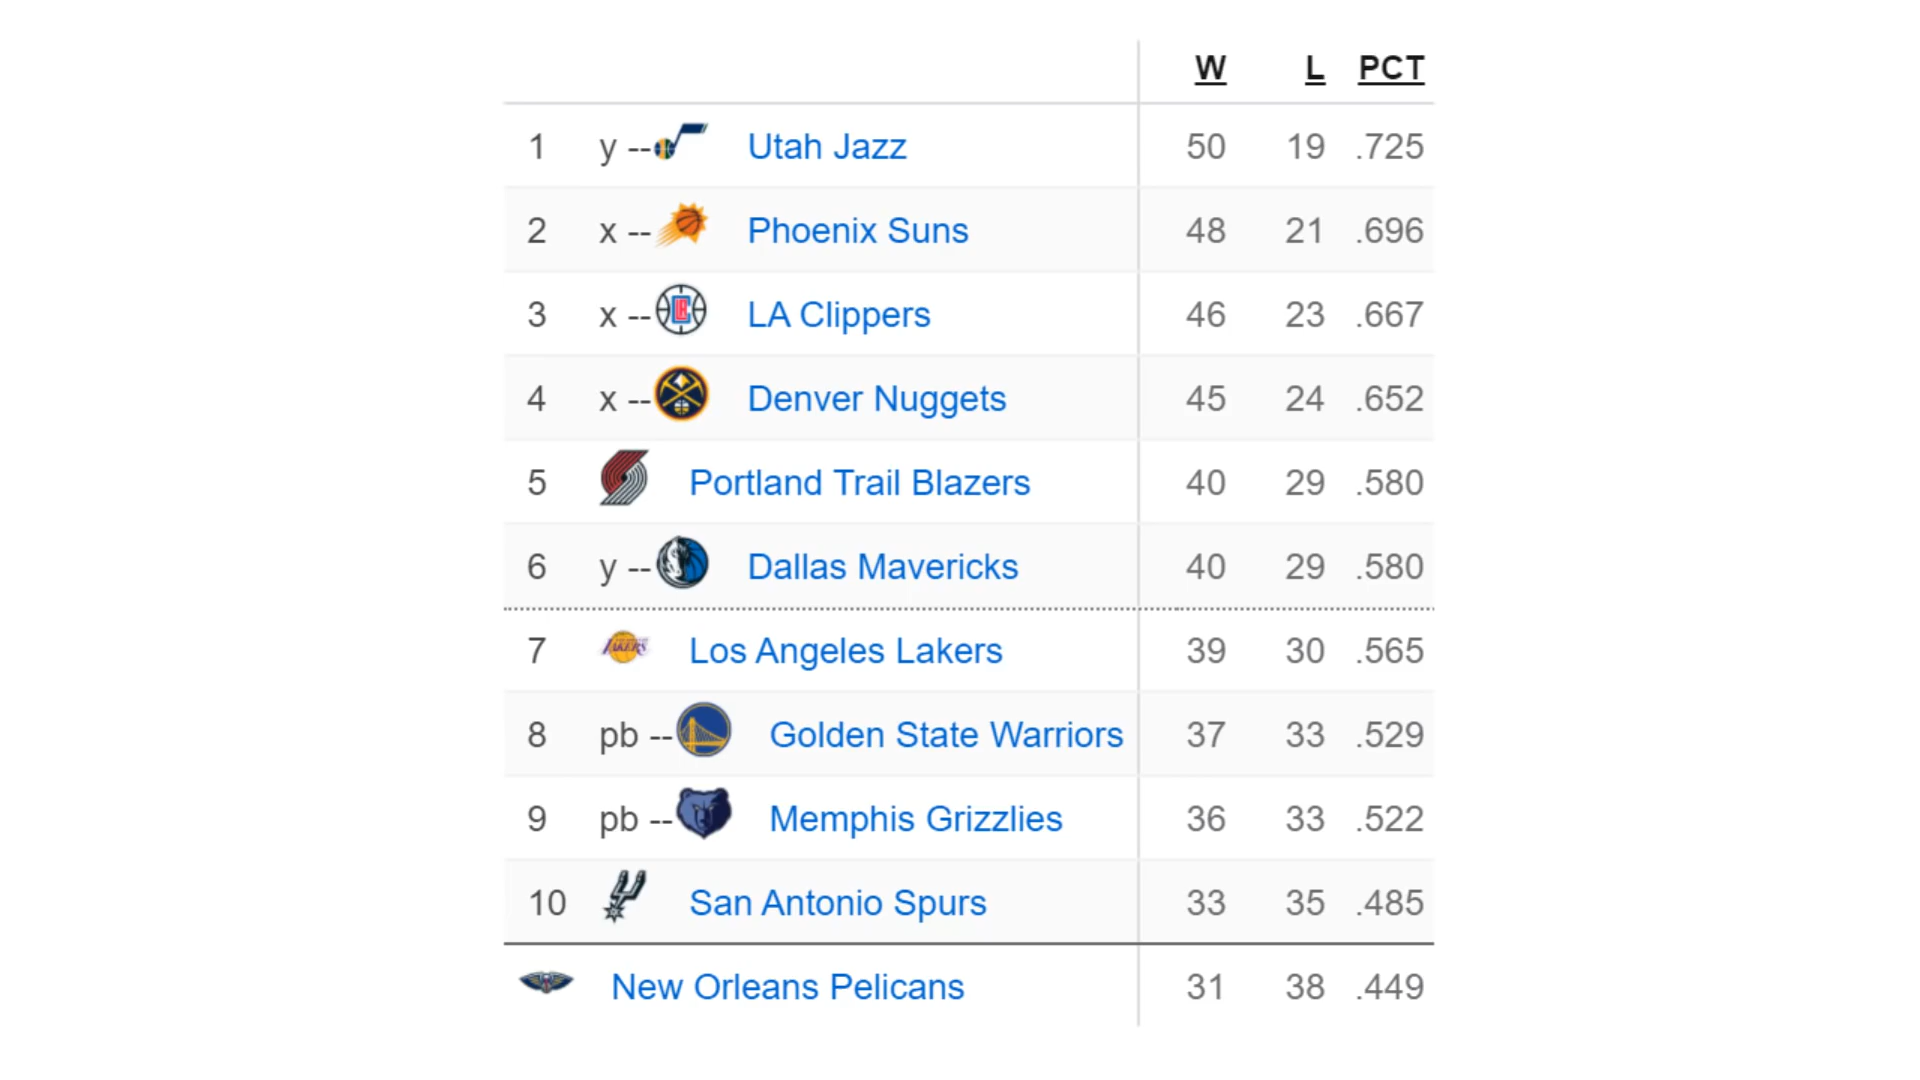 W L PCT
1 y -- Utah Jazz 50 19 .725
2 x -- Phoenix Suns 48 21 .696
3 x -- LA Clippers 46 23 .667
4 x -- Denver Nuggets 45 24 .652
5 Portland Trail Blazers 40 29 .580
6 y -- Dallas Mavericks 40 29 .580
7 LAKERS Los Angeles Lakers 39 30 .565
8 pb -- Golden State Warriors 37 33 .529
9 pb -- Memphis Grizzlies 36 33 .522
10 San Antonio Spurs 33 35 .485
New Orleans Pelicans 31 38 .449